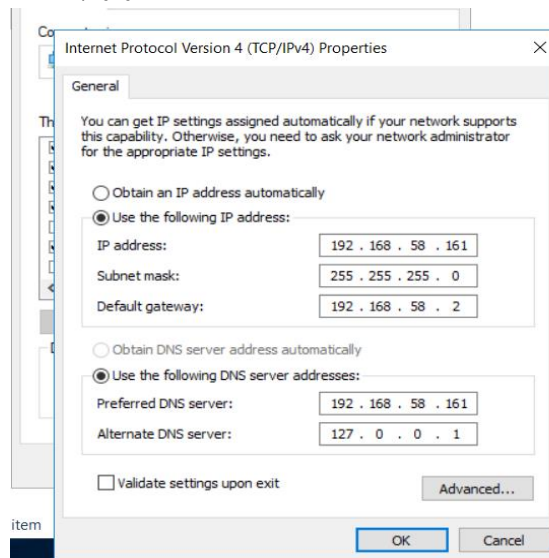 Co
Internet Protocol Version 4 (TCP/IPv4) Properties
General
Th
You can get IP settings assigned automatically if your network supports
this capability. Otherwise, you need to ask your network administrator
for the appropriate IP settings.
Obtain an IP address automatically
Use the following IP address:
IP address: 192 . 168 . 58 . 161
Subnet mask: 255 . 255 . 255 . 0
Default gateway: 192 . 168 . 58 . 2
Obtain DNS server address automatically
Use the following DNS server addresses:
Preferred DNS server: 192 . 168 . 58 . 161
Alternate DNS server: 127 . 0 . 0 . 1
Validate settings upon exit
Advanced...
item
OK Cancel